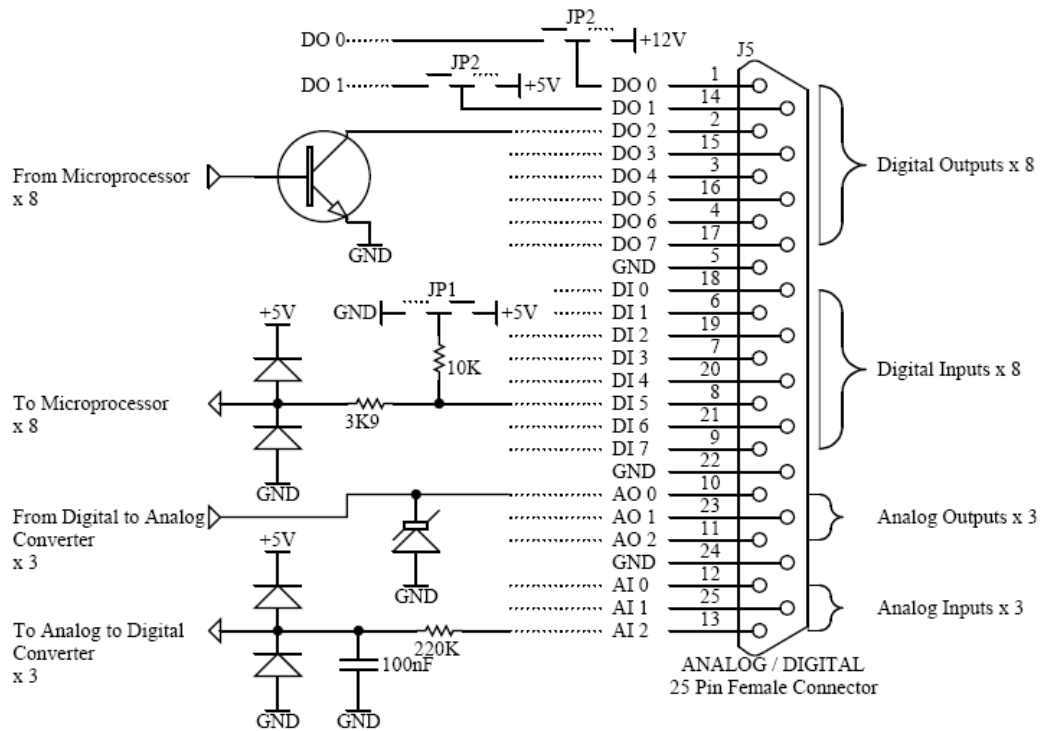 JP2
DO 0 +12V
J5
JP2
DO 1 +5V DO 0 1
DO 1 14
DO 2 2
DO 3 15
From Microprocessor
x 8
DO 4 3
Digital Outputs x 8
DO 5 16
DO 6 4
DO 7 17
GND
GND 5
DI 0 18
JP1
+5V GND +5V DI 1 6
DI 2 19
DI 3 7
10K
Digital Inputs x 8
DI 4 20
To Microprocessor
x 8
3K9
DI 5 8
DI 6 21
DI 7 9
GND 22
GND
AO 0 10
From Digital to Analog
Converter
x 3
AO 1 23
Analog Outputs x 3
AO 2 11
+5V
GND 24
GND
AI 0 12
AI 1 25
Analog Inputs x 3
To Analog to Digital
Converter
x 3
220K
AI 2 13
100nF
ANALOG / DIGITAL
25 Pin Female Connector
GND GND